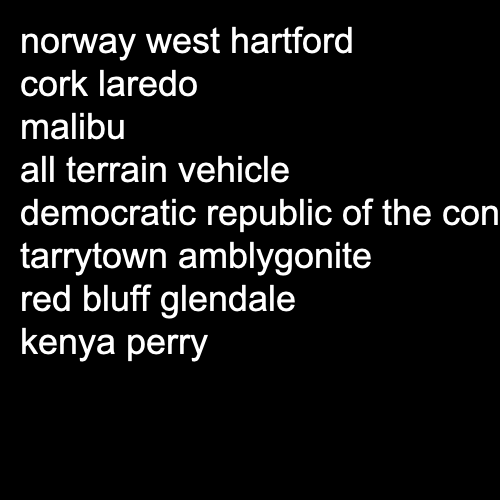 norway west hartford
cork laredo
malibu
all terrain vehicle
democratic republic of the con
tarrytown amblygonite
red bluff glendale
kenya perry